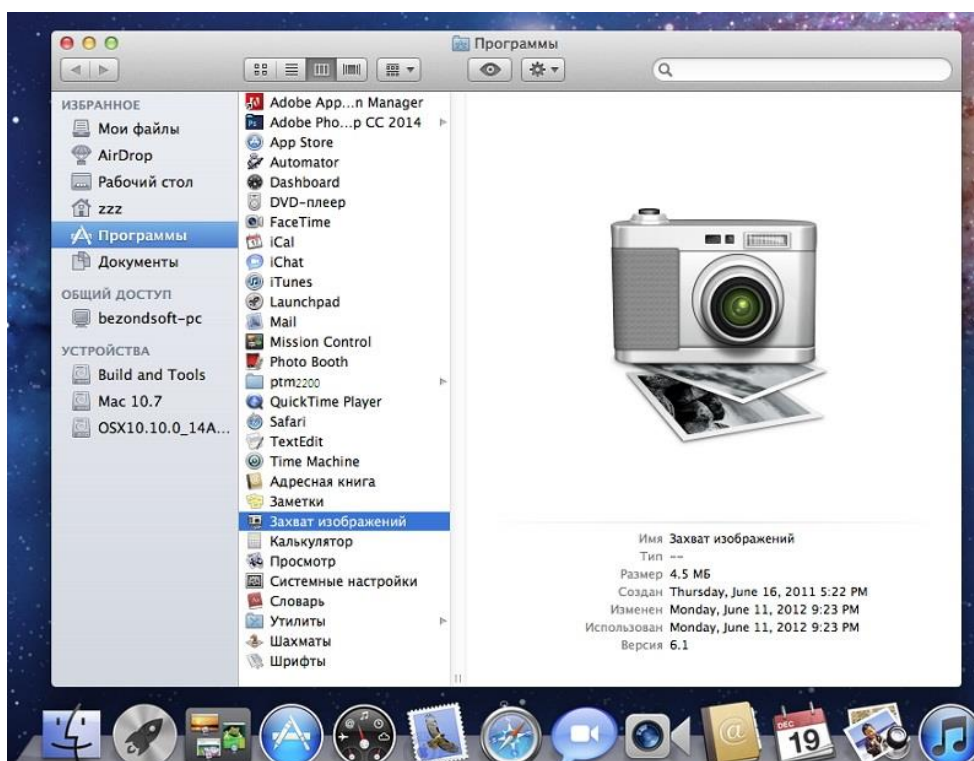 Программы
ИЗБРАННОЕ
Мои файлы
AirDrop
Рабочий стол
zzz
Программы
Документы
ОБЩИЙ ДОСТУП
bezondsoft-pc
УСТРОЙСТВА
Build and Tools
Mac 10.7
OSX10.10.0_14A...
Adobe App...n Manager
Adobe Pho...p CC 2014
App Store
Automator
Dashboard
DVD-плеер
FaceTime
iCal
iChat
iTunes
Launchpad
Mail
Mission Control
Photo Booth
ptm2200
QuickTime Player
Safari
TextEdit
Time Machine
Адресная книга
Заметки
Захват изображений
Калькулятор
Просмотр
Системные настройки
Словарь
Утилиты
Шахматы
Шрифты
Имя Захват изображений
Тип --
Размер 4.5 МБ
Создан Thursday, June 16, 2011 5:22 PM
Изменен Monday, June 11, 2012 9:23 PM
Использован Monday, June 11, 2012 9:23 PM
Версия 6.1
DEC
19